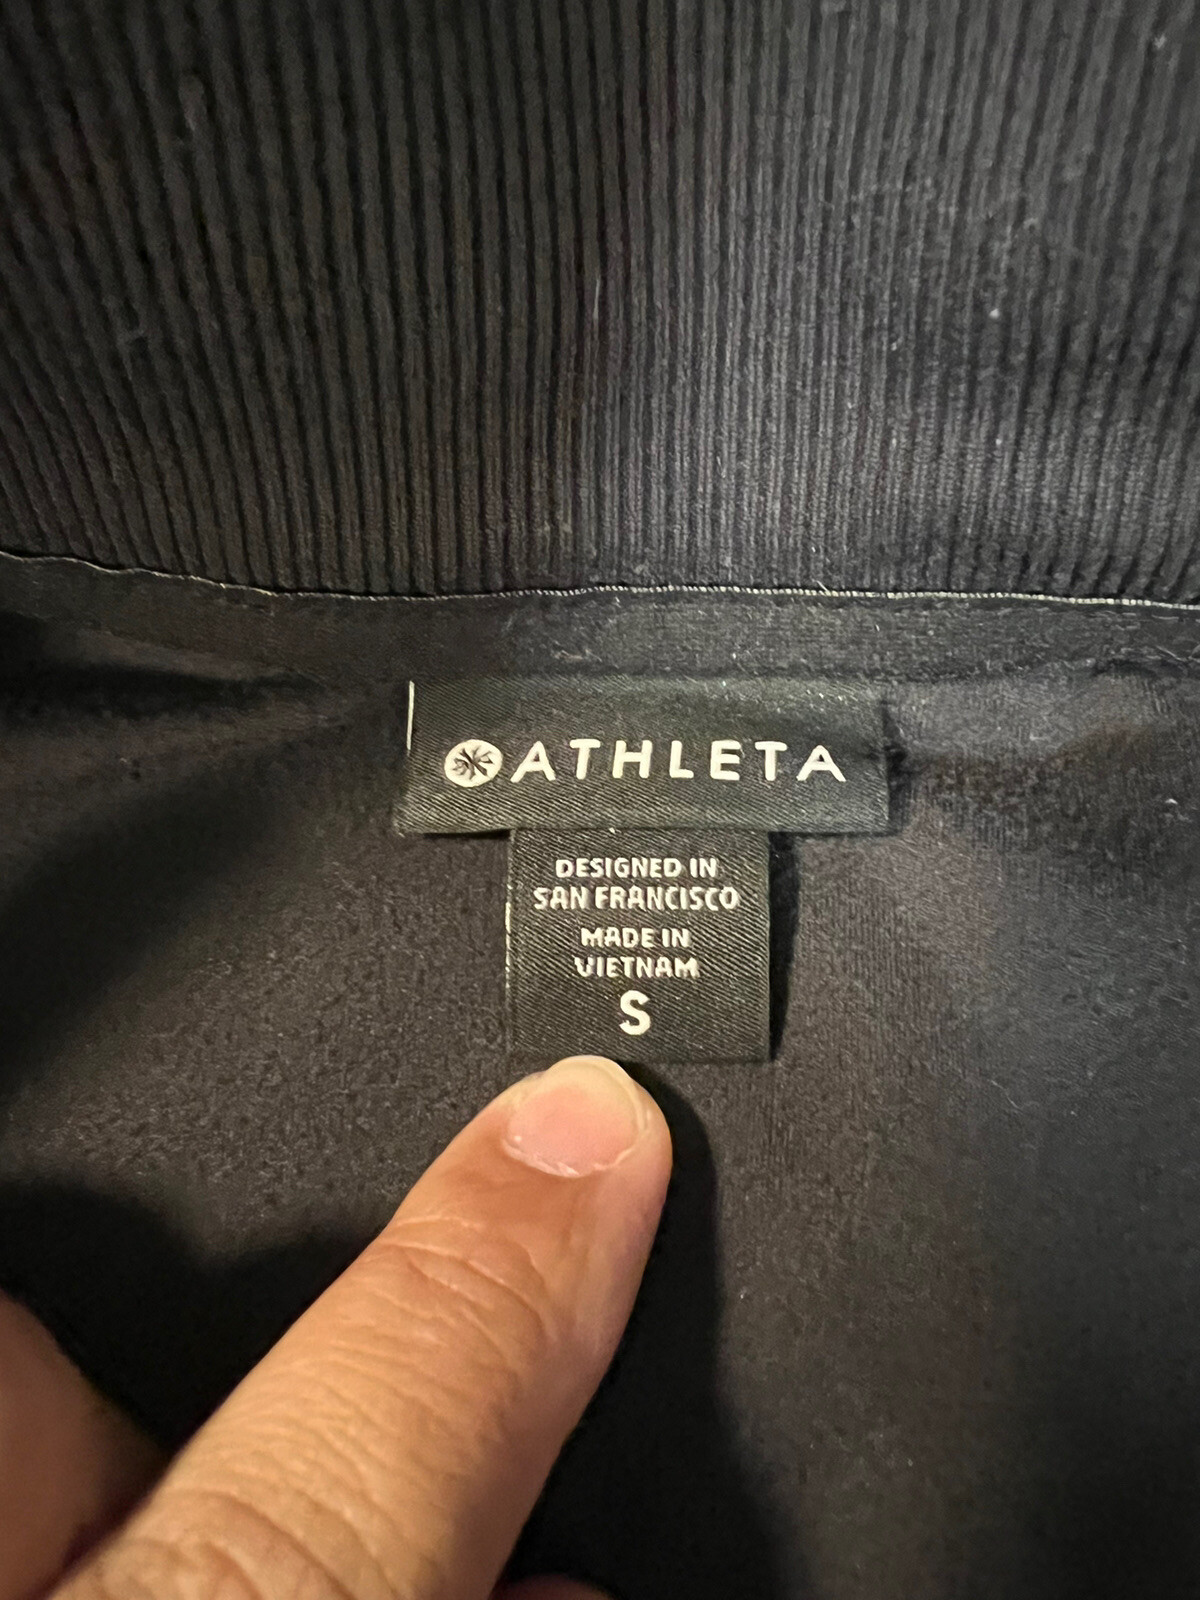 ATHLETA
DESIGNED IN
SAN FRANCISCO
MADE IN
VIETNAM
S